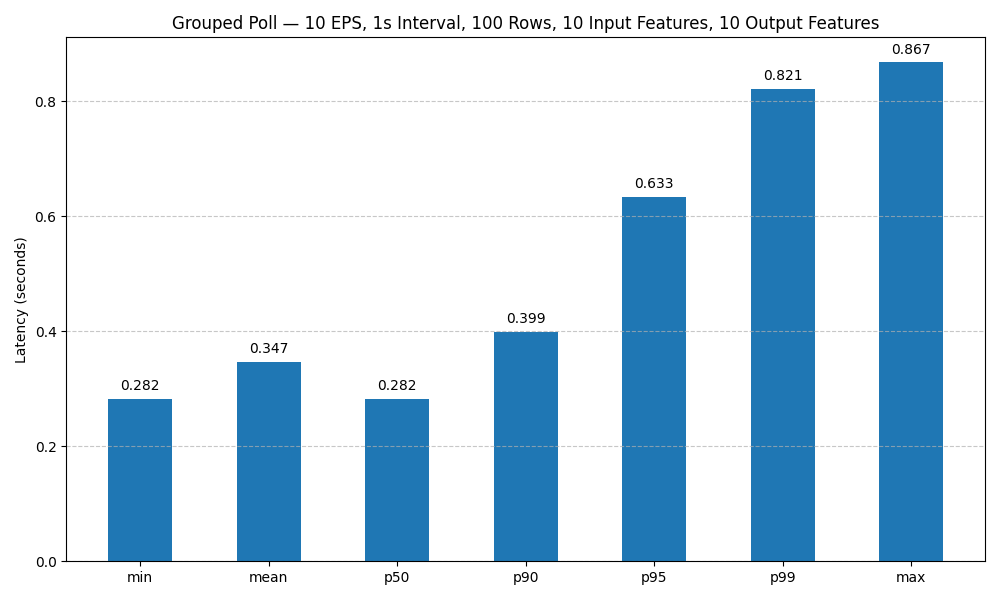 Grouped Poll — 10 EPS, 1s Interval, 100 Rows, 10 Input Features, 10 Output Features
Latency (seconds)
0.8
0.6
0.4
0.2
0.0
0.282
0.347
0.282
0.399
0.633
0.821
0.867
min
mean
p50
p90
p95
p99
max